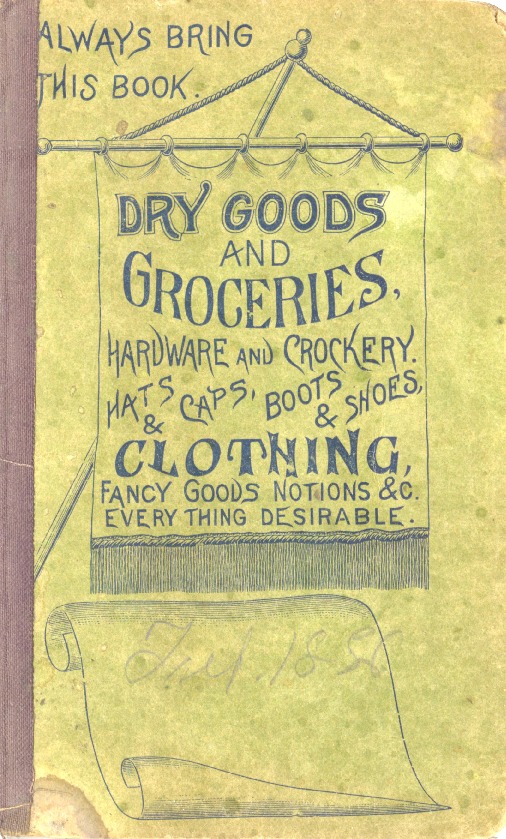 ALWAYS BRING
THIS BOOK.
DRY GOODS
AND
GROCERIES,
HARDWARE AND CROCKERY.
HATS & CAPS, BOOTS & SHOES,
CLOTHING,
FANCY GOODS NOTIONS &C.
EVERY THING DESIRABLE.